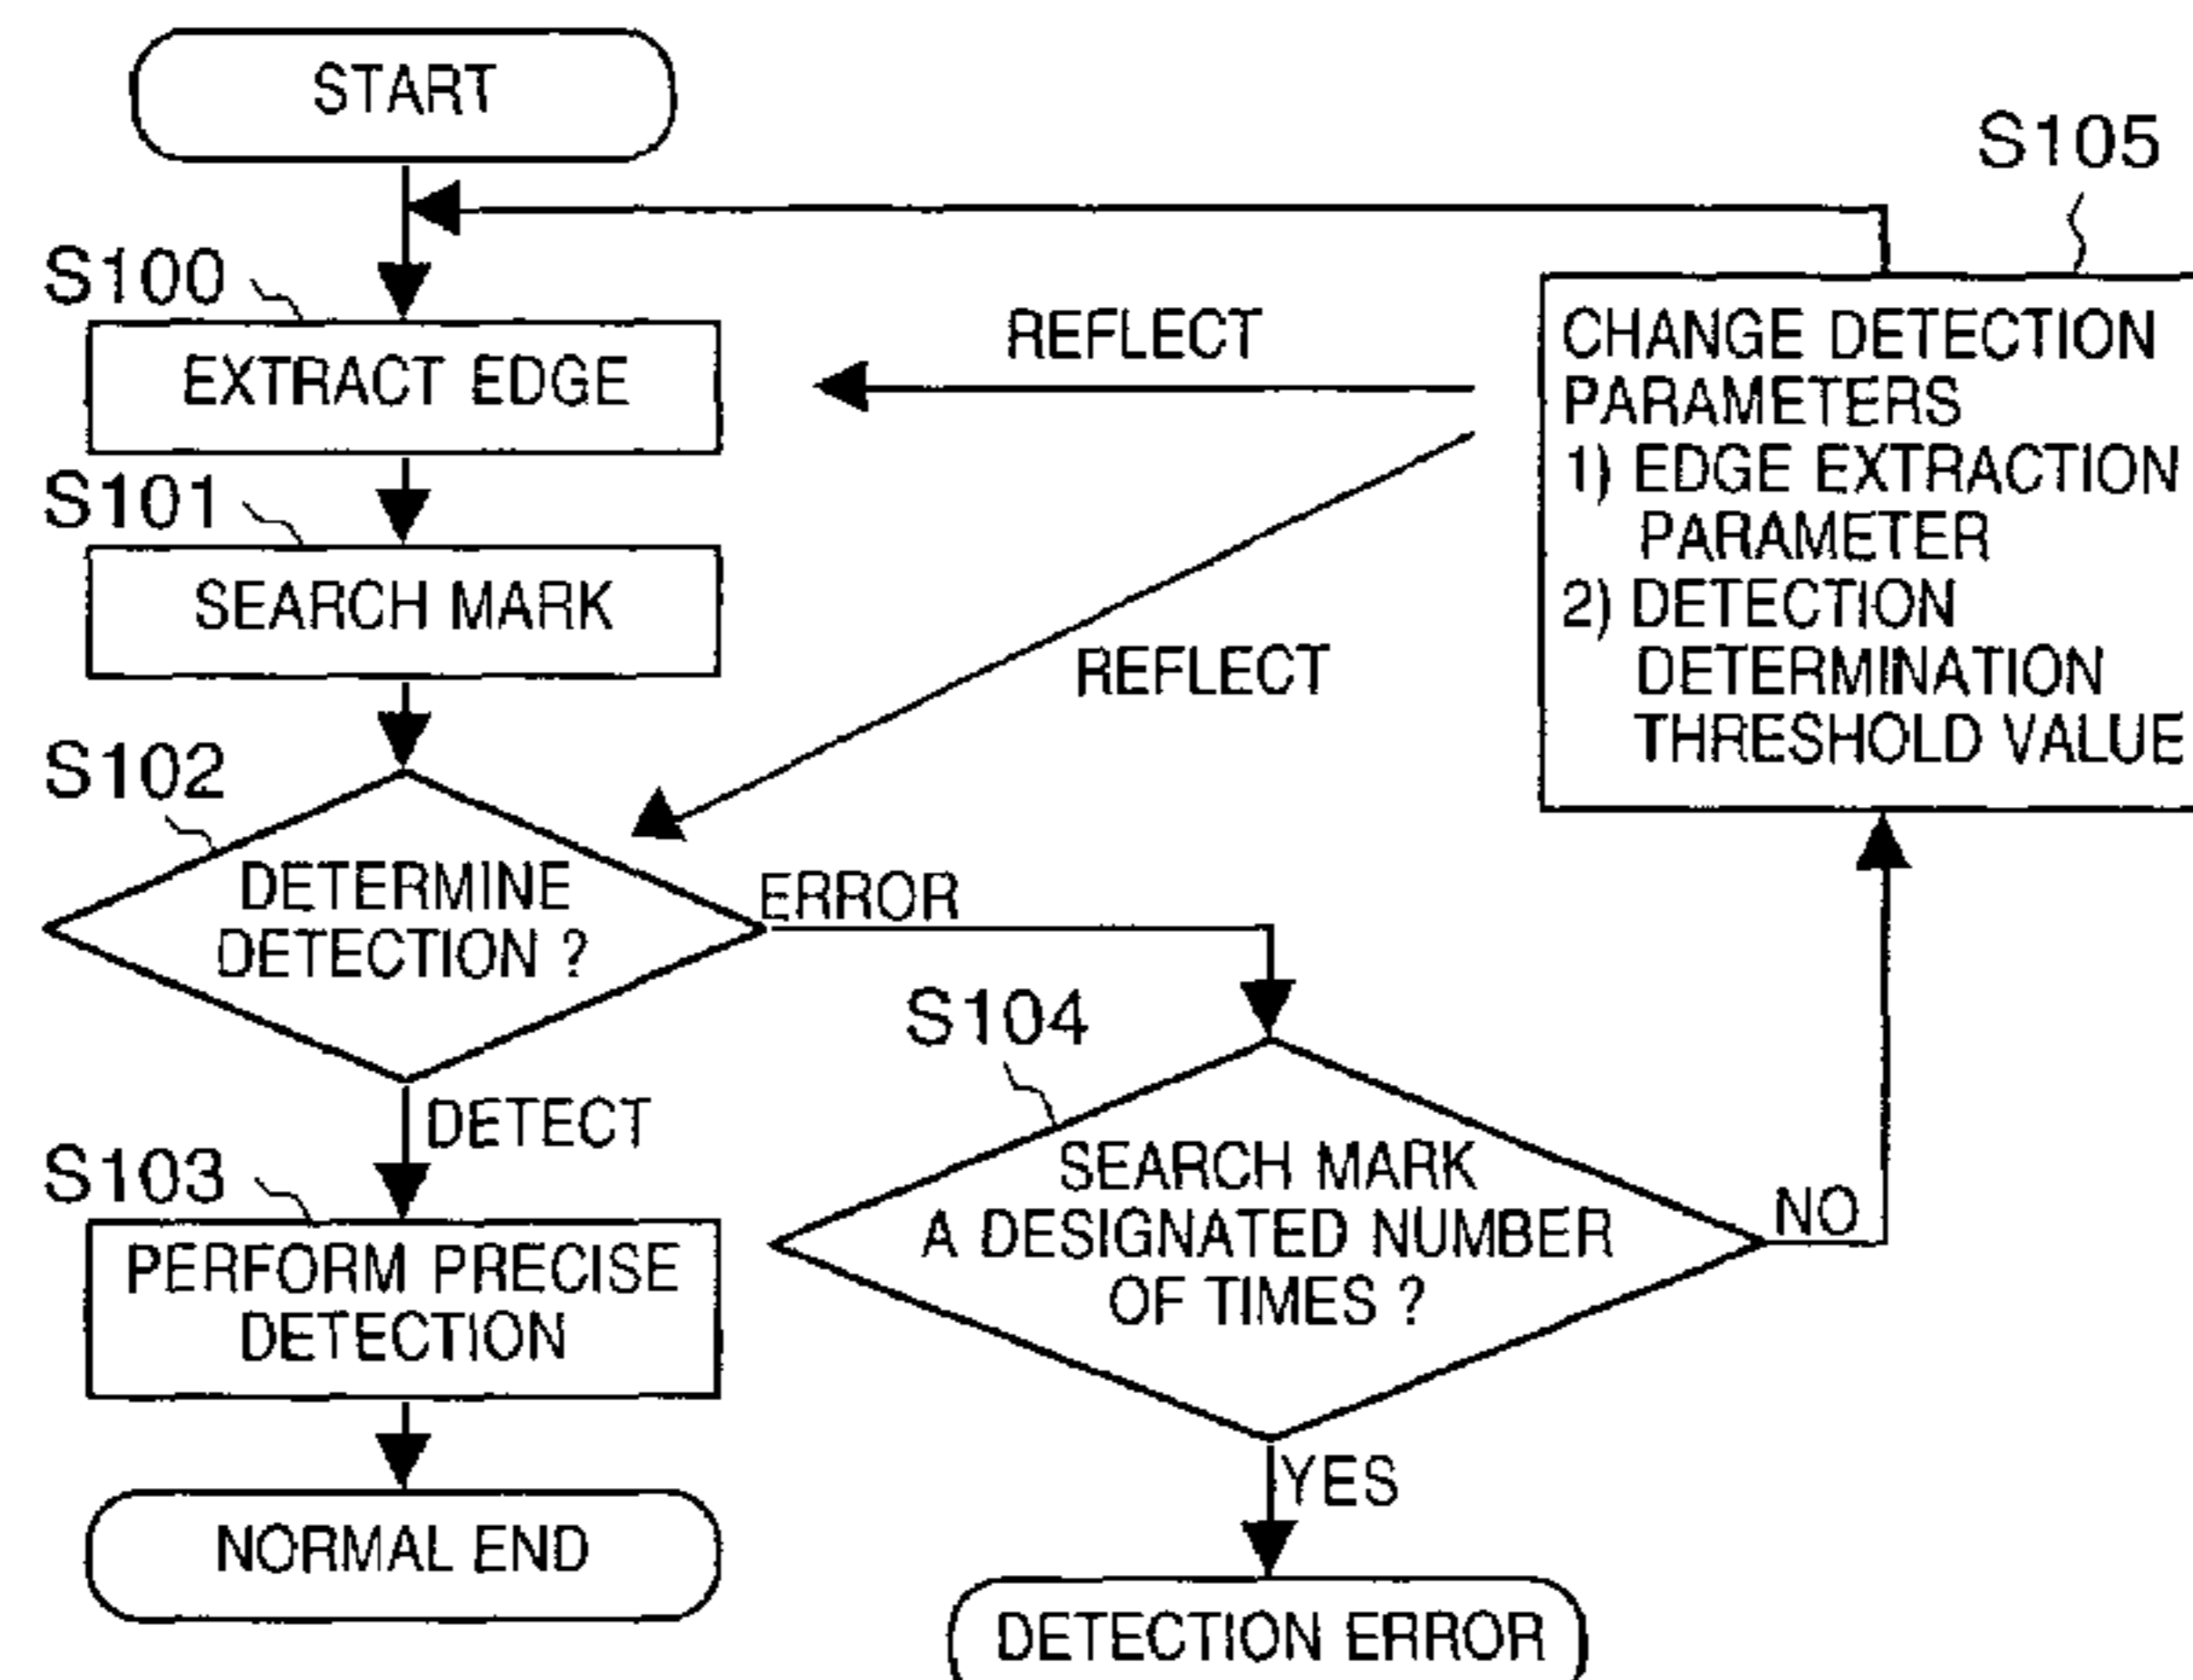 START
S105
S100
EXTRACT EDGE
REFLECT
CHANGE DETECTION
PARAMETERS
1) EDGE EXTRACTION
PARAMETER
2) DETECTION
DETERMINATION
THRESHOLD VALUE
S101
SEARCH MARK
REFLECT
S102
DETERMINE
DETECTION ?
ERROR
DETECT
S104
SEARCH MARK
A DESIGNATED NUMBER
OF TIMES ?
NO
YES
S103
PERFORM PRECISE
DETECTION
NORMAL END
DETECTION ERROR